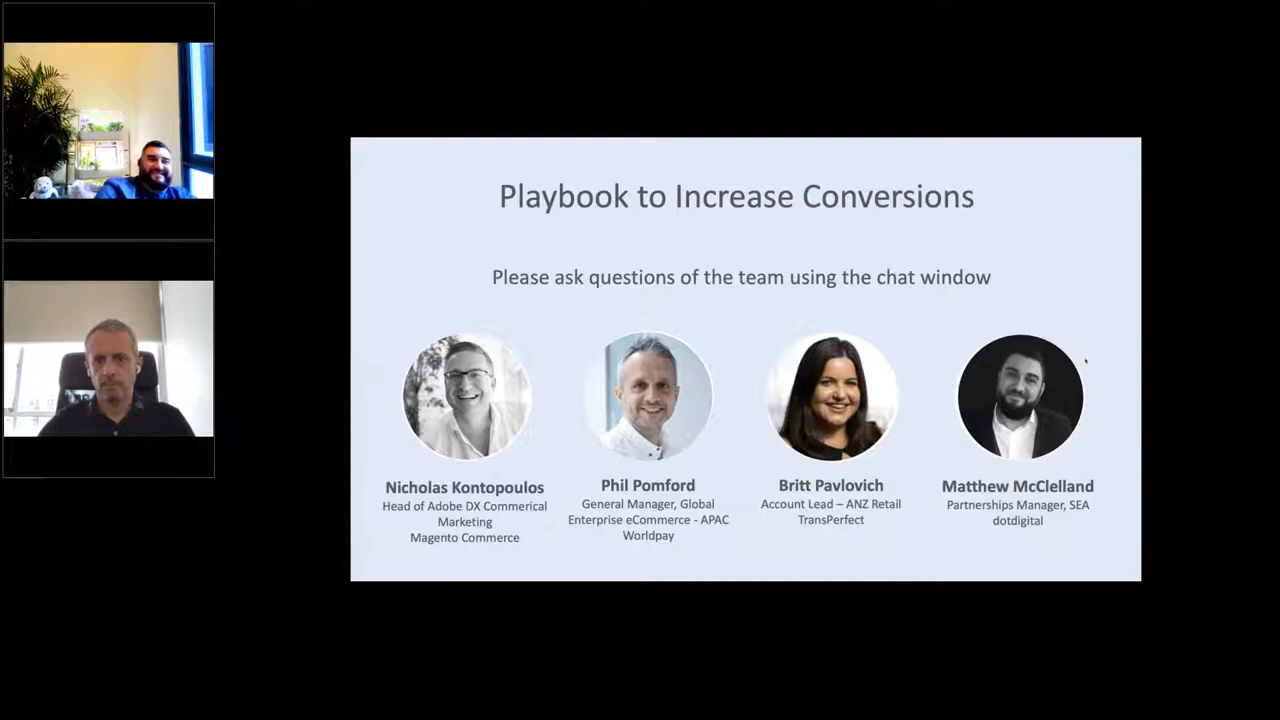 Playbook to Increase Conversions
Please ask questions of the team using the chat window
Nicholas Kontopoulos
Head of Adobe DX Commerical
Marketing
Magento Commerce
Phil Pomford
General Manager, Global
Enterprise eCommerce - APAC
Worldpay
Britt Pavlovich
Account Lead – ANZ Retail
TransPerfect
Matthew McClelland
Partnerships Manager, SEA
dotdigital